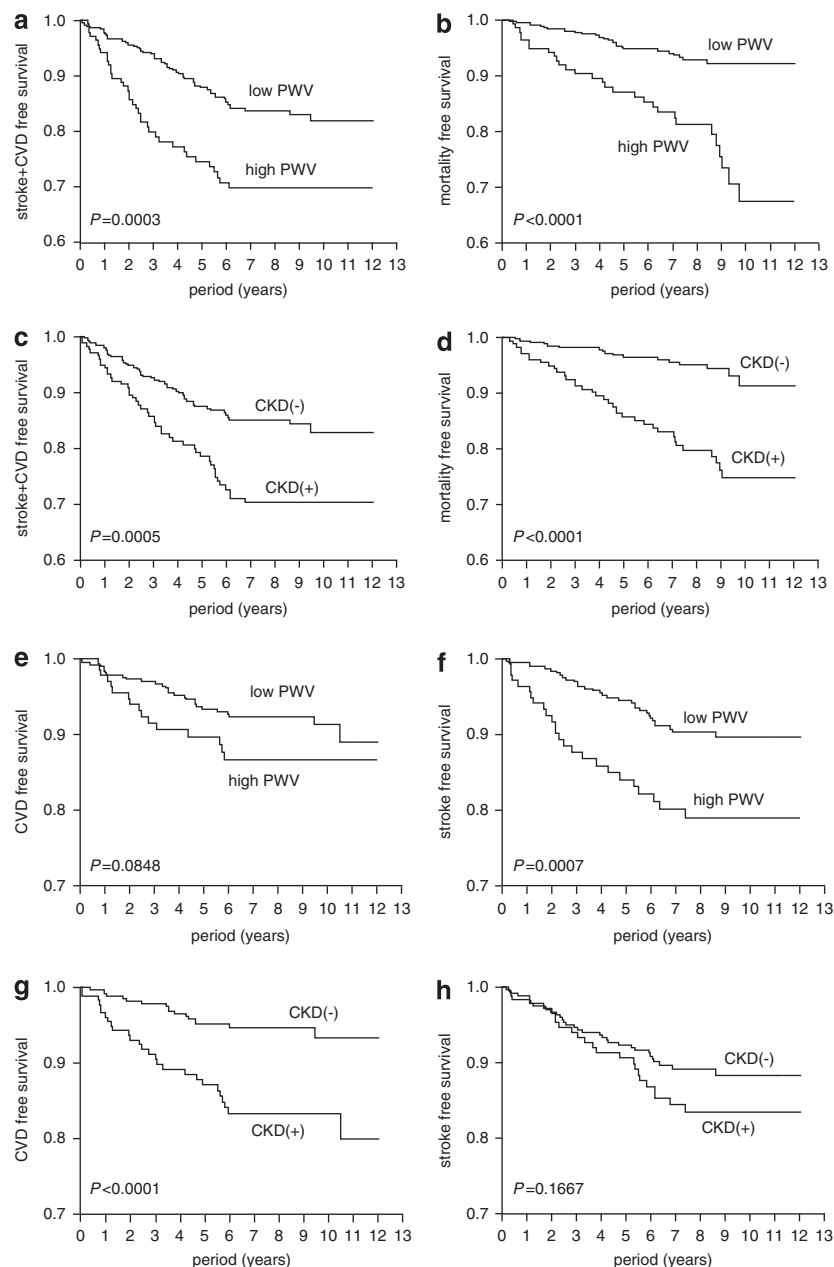 a
stroke+CVD free survival
1.0
0.9
0.8
0.7
0.6
low PWV
high PWV
P=0.0003
0 1 2 3 4 5 6 7 8 9 10 11 12 13
period (years)
b
mortality free survival
1.0
0.9
0.8
0.7
0.6
low PWV
high PWV
P<0.0001
0 1 2 3 4 5 6 7 8 9 10 11 12 13
period (years)
c
stroke+CVD free survival
1.0
0.9
0.8
0.7
0.6
CKD(-)
CKD(+)
P=0.0005
0 1 2 3 4 5 6 7 8 9 10 11 12 13
period (years)
d
mortality free survival
1.0
0.9
0.8
0.7
0.6
CKD(-)
CKD(+)
P<0.0001
0 1 2 3 4 5 6 7 8 9 10 11 12 13
period (years)
e
CVD free survival
1.0
0.9
0.8
0.7
low PWV
high PWV
P=0.0848
0 1 2 3 4 5 6 7 8 9 10 11 12 13
period (years)
f
stroke free survival
1.0
0.9
0.8
0.7
low PWV
high PWV
P=0.0007
0 1 2 3 4 5 6 7 8 9 10 11 12 13
period (years)
g
CVD free survival
1.0
0.9
0.8
0.7
CKD(-)
CKD(+)
P<0.0001
0 1 2 3 4 5 6 7 8 9 10 11 12 13
period (years)
h
stroke free survival
1.0
0.9
0.8
0.7
CKD(-)
CKD(+)
P=0.1667
0 1 2 3 4 5 6 7 8 9 10 11 12 13
period (years)